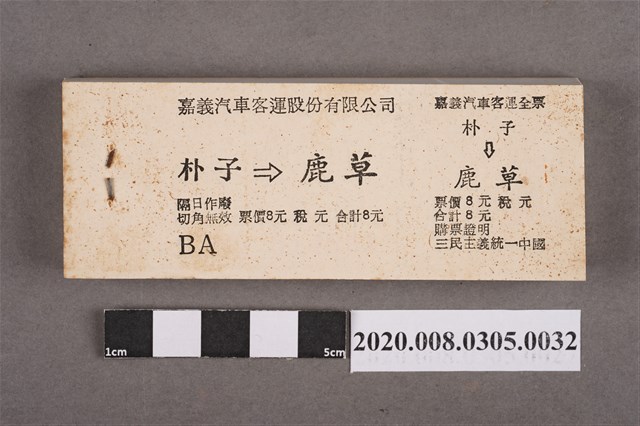 嘉義汽車客運股份有限公司
朴子⇨鹿草
隔日作廢
切角無效 票價8元 稅 元 合計8元
BA
嘉義汽車客運全票
朴子
⇩
鹿草
票價 8 元 稅 元
合計 8 元
購票證明
三民主義統一中國
1cm 5cm
2020.008.0305.0032